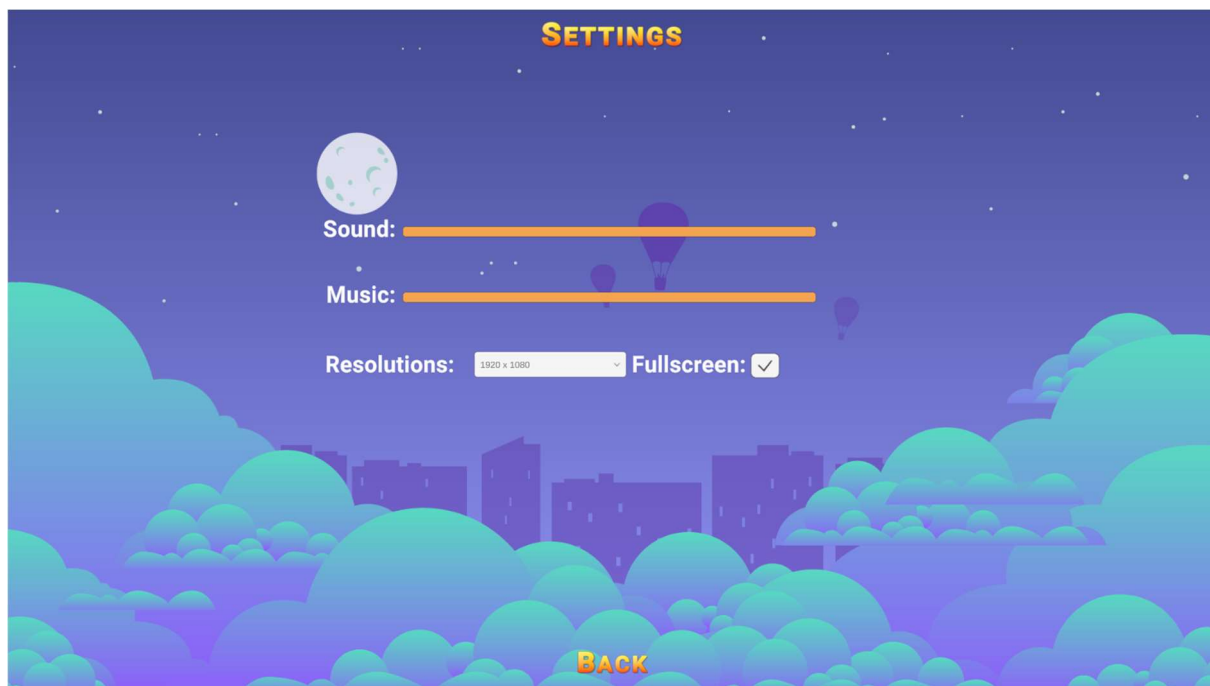 SETTINGS
Sound:
Music:
Resolutions: 1920 x 1080 Fullscreen:
BACK